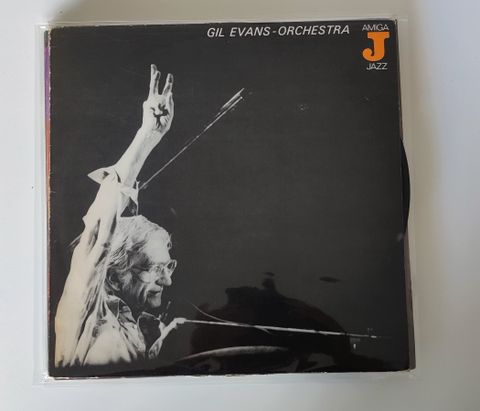 GIL EVANS-ORCHESTRA
AMIGA
J
JAZZ